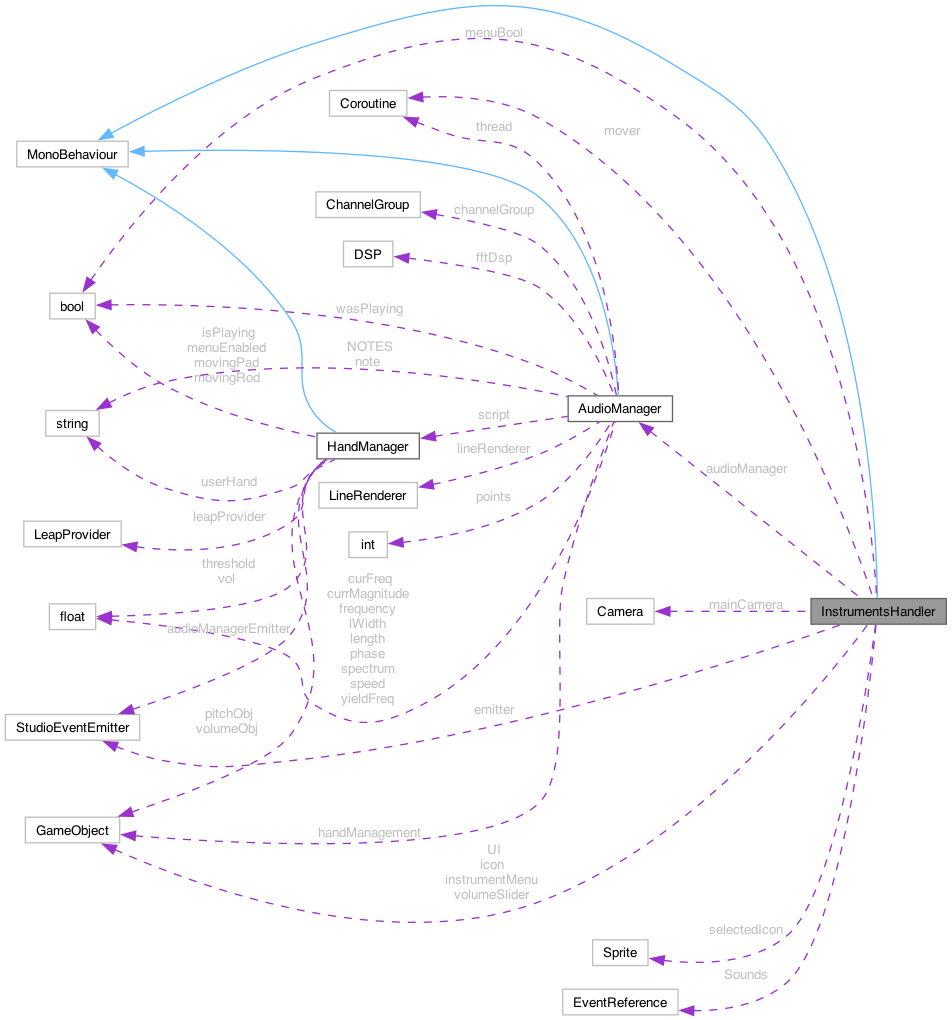 menuBool
Coroutine
thread
mover
MonoBehaviour
ChannelGroup
channelGroup
DSP
fftDsp
bool
wasPlaying
isPlaying
menuEnabled
movingPad
movingRod
NOTES
note
string
AudioManager
script
HandManager
lineRenderer
audioManager
userHand
LineRenderer
points
leapProvider
LeapProvider
int
threshold
vol
curFreq
currMagnitude
frequency
lWidth
length
phase
spectrum
speed
yieldFreq
float
audioManagerEmitter
Camera
mainCamera
InstrumentsHandler
pitchObj
volumeObj
StudioEventEmitter
emitter
GameObject
handManagement
UI
icon
instrumentMenu
volumeSlider
selectedIcon
Sprite
Sounds
EventReference